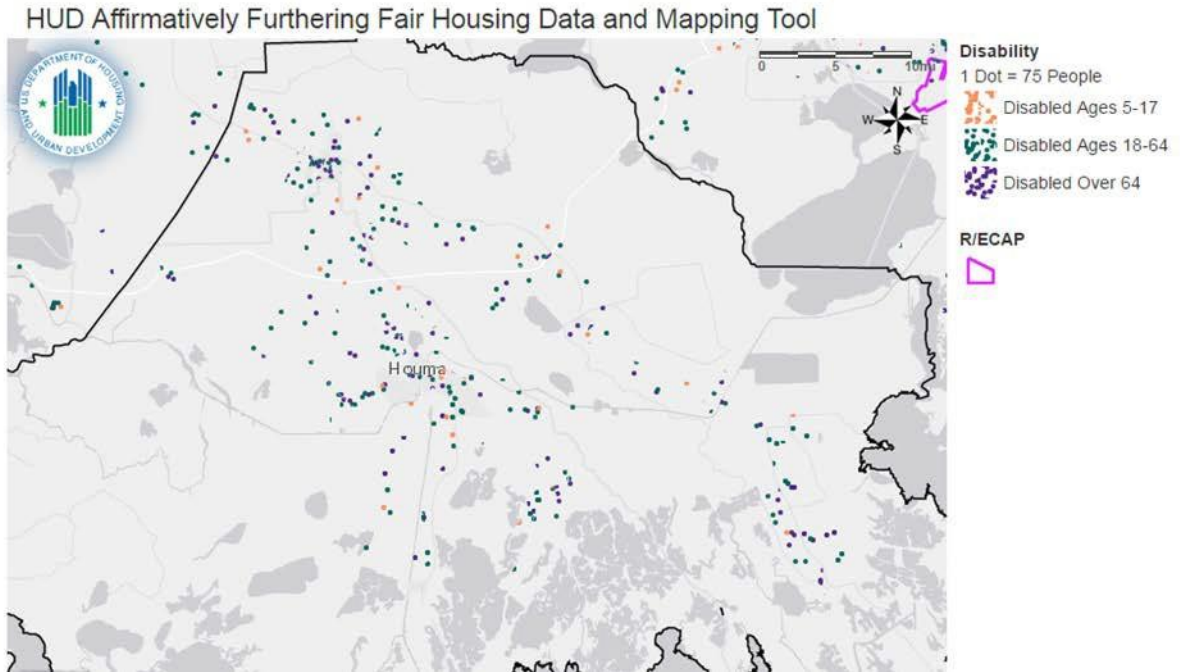 HUD Affirmatively Furthering Fair Housing Data and Mapping Tool
U.S. DEPARTMENT OF HOUSING
AND URBAN DEVELOPMENT
0 5 10mi
N
W E
S
Houma
Disability
1 Dot = 75 People
Disabled Ages 5-17
Disabled Ages 18-64
Disabled Over 64
R/ECAP